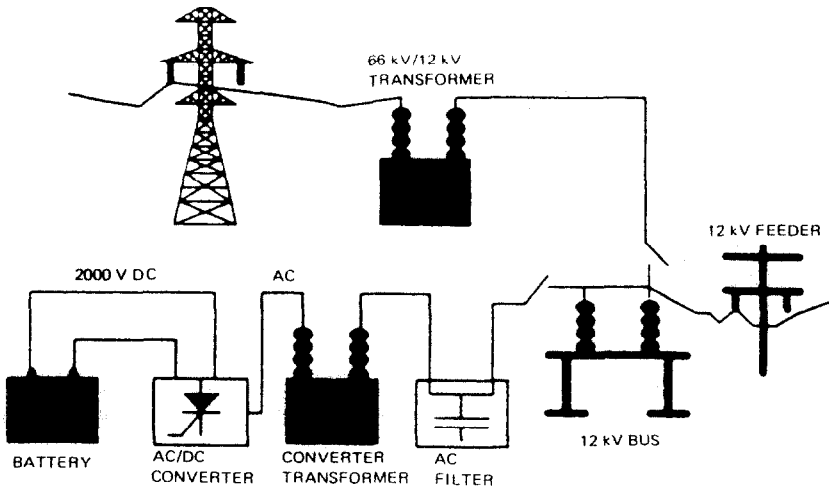 66 kV/12 kV
TRANSFORMER
12 kV FEEDER
2000 V DC
AC
12 kV BUS
BATTERY
AC/DC
CONVERTER
CONVERTER
TRANSFORMER
AC
FILTER